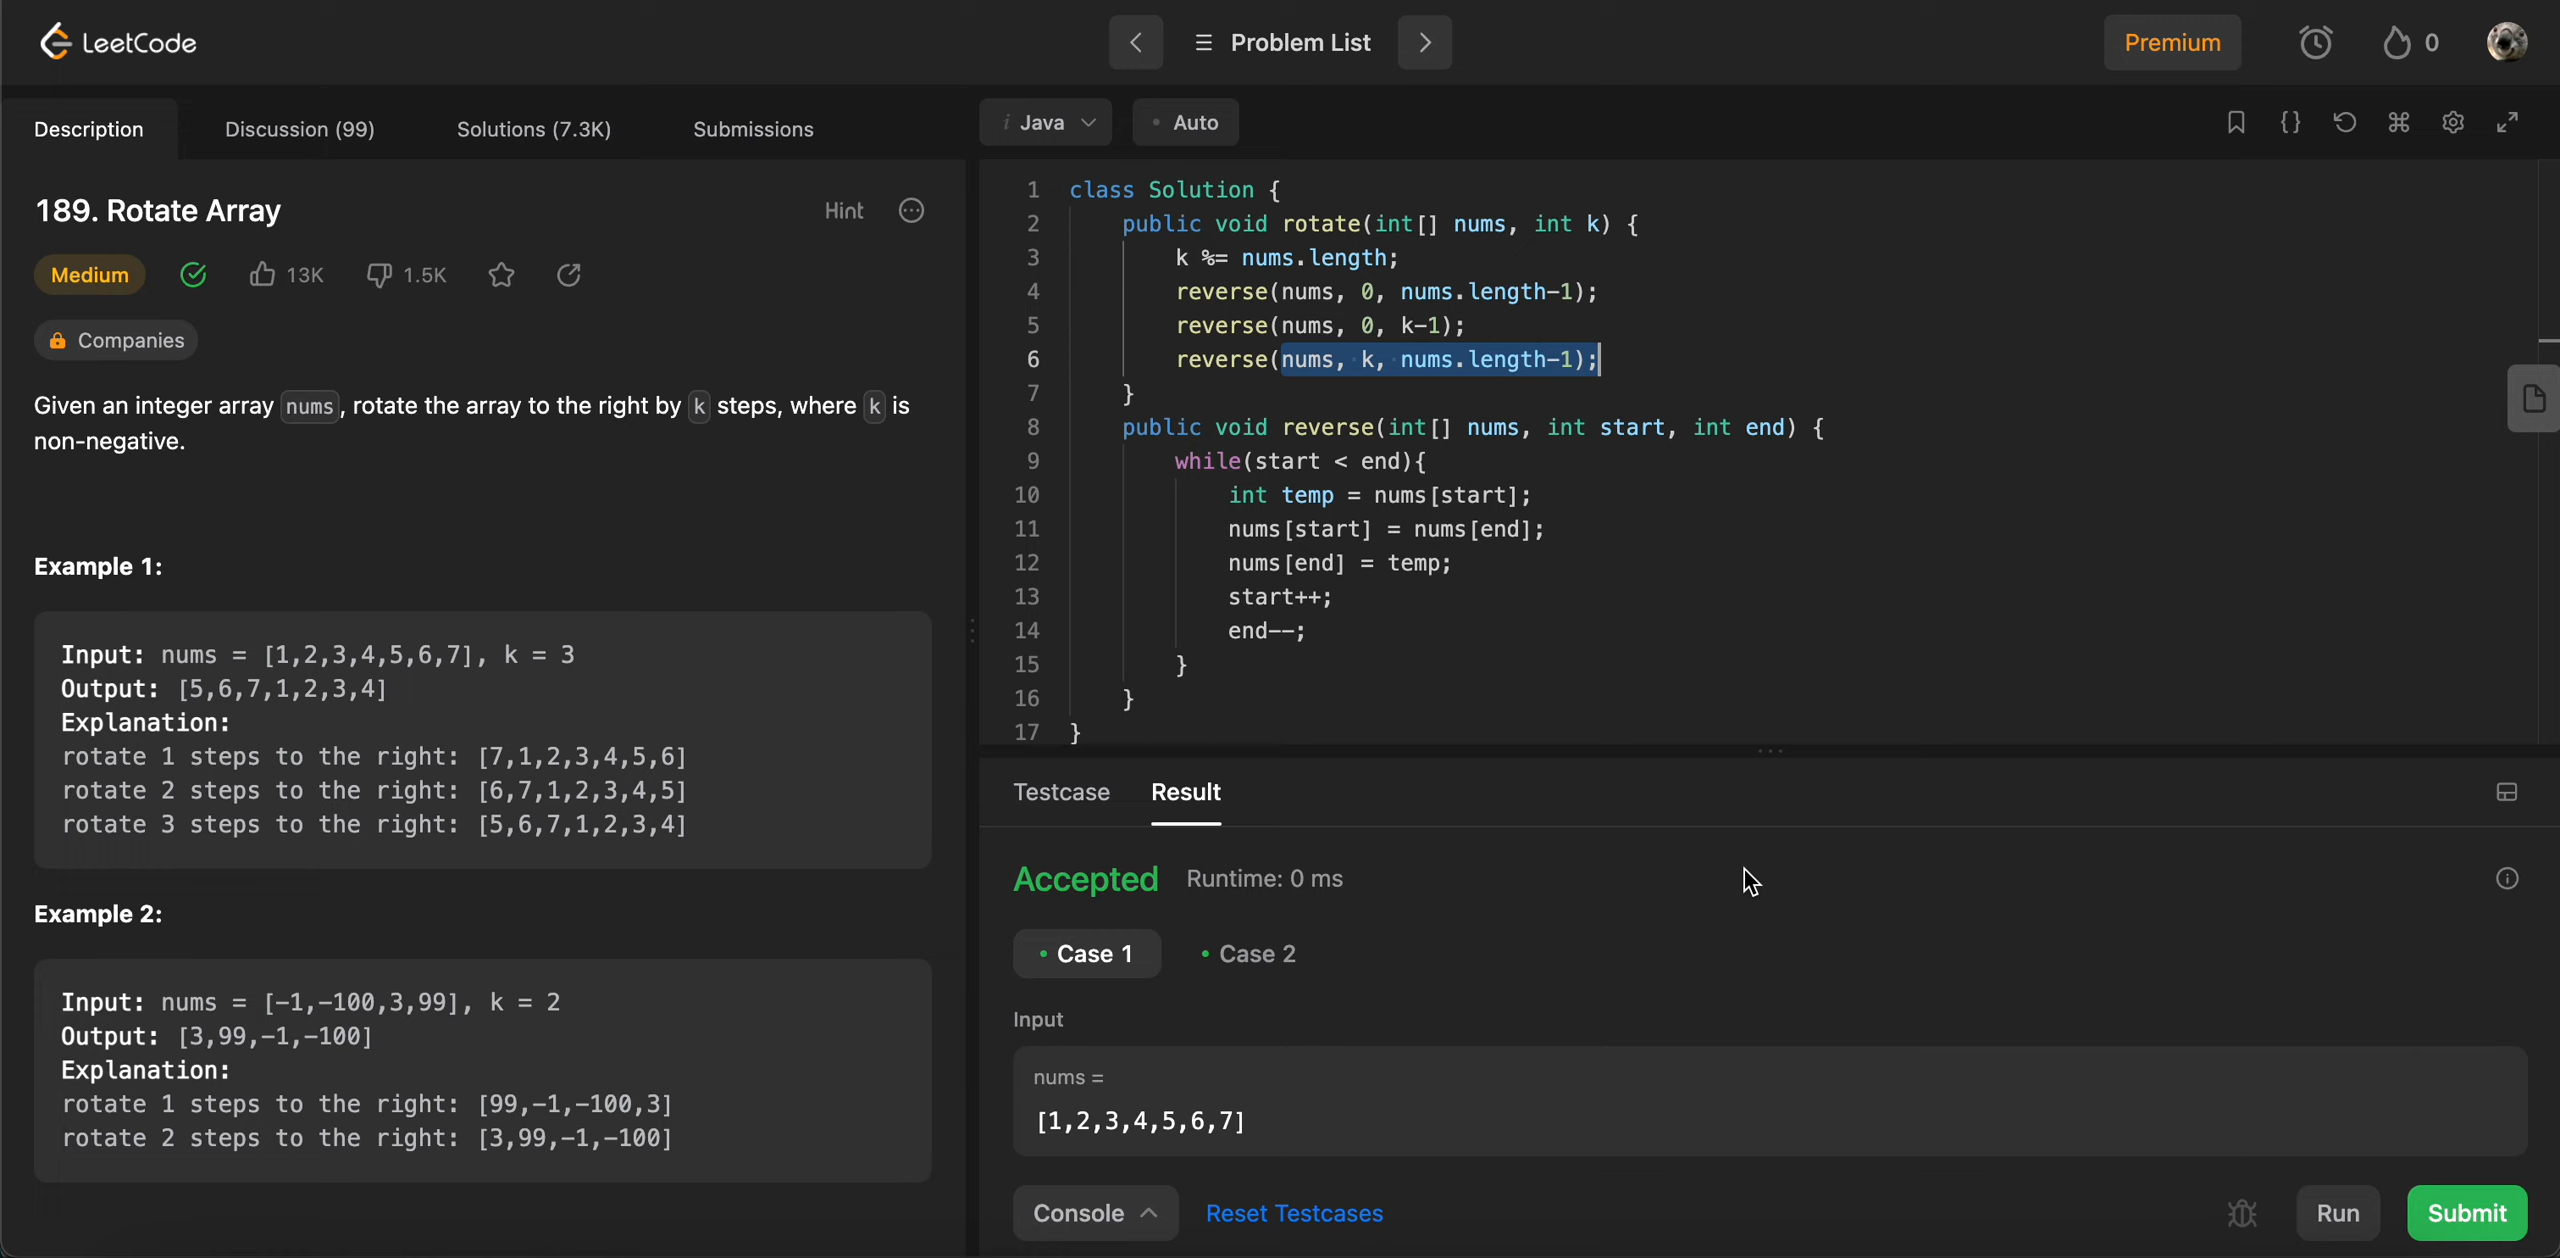 LeetCode
Problem List
Premium
0
Description
Discussion (99)
Solutions (7.3K)
Submissions
189. Rotate Array
Hint
Medium
13K
1.5K
Companies
Given an integer array nums, rotate the array to the right by k steps, where k is
non-negative.
Example 1:
Input: nums = [1,2,3,4,5,6,7], k = 3
Output: [5,6,7,1,2,3,4]
Explanation:
rotate 1 steps to the right: [7,1,2,3,4,5,6]
rotate 2 steps to the right: [6,7,1,2,3,4,5]
rotate 3 steps to the right: [5,6,7,1,2,3,4]
Example 2:
Input: nums = [-1,-100,3,99], k = 2
Output: [3,99,-1,-100]
Explanation:
rotate 1 steps to the right: [99,-1,-100,3]
rotate 2 steps to the right: [3,99,-1,-100]
i Java
• Auto
1 class Solution {
2 public void rotate(int[] nums, int k) {
3 k %= nums.length;
4 reverse(nums, 0, nums.length-1);
5 reverse(nums, 0, k-1);
6 reverse(nums, k, nums.length-1);
7 }
8 public void reverse(int[] nums, int start, int end) {
9 while(start < end){
10 int temp = nums[start];
11 nums[start] = nums[end];
12 nums[end] = temp;
13 start++;
14 end--;
15 }
16 }
17 }
Testcase
Result
Accepted
Runtime: 0 ms
• Case 1
• Case 2
Input
nums =
[1,2,3,4,5,6,7]
Console
Reset Testcases
Run
Submit